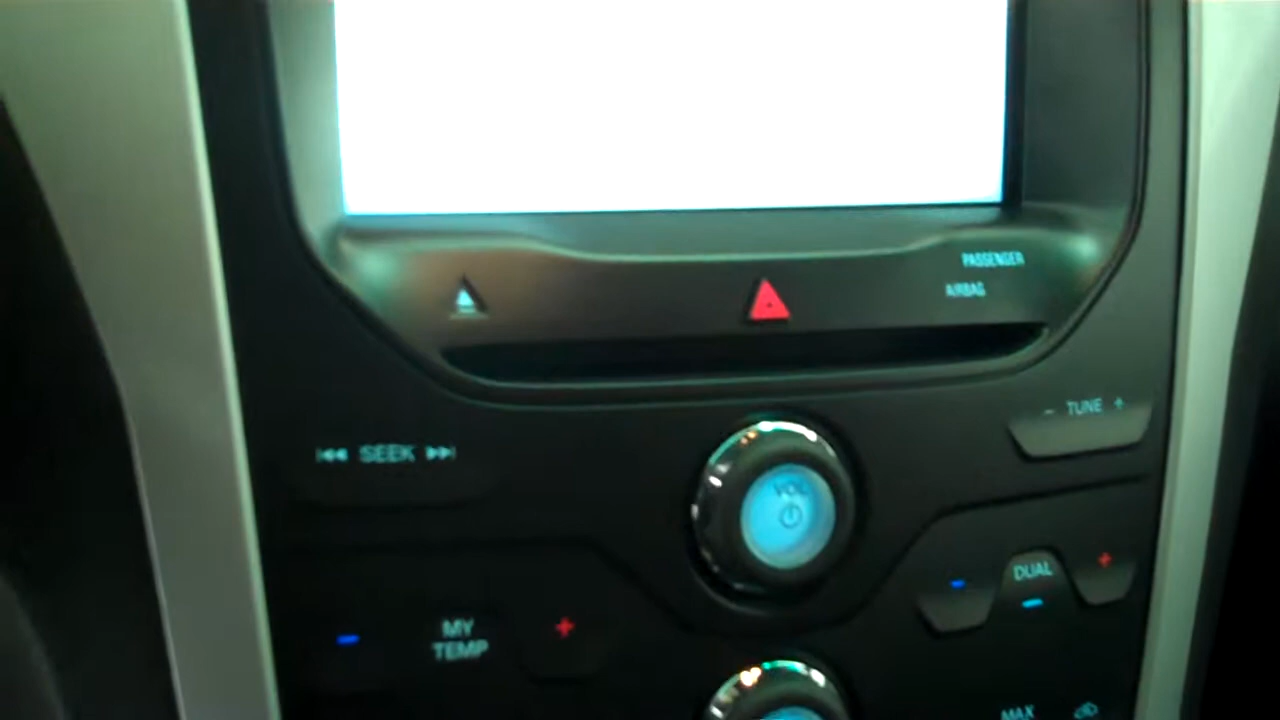 PASSENGER
AIRBAG
- TUNE +
SEEK
VOL
DUAL
- +
MY
TEMP
- +
MAX